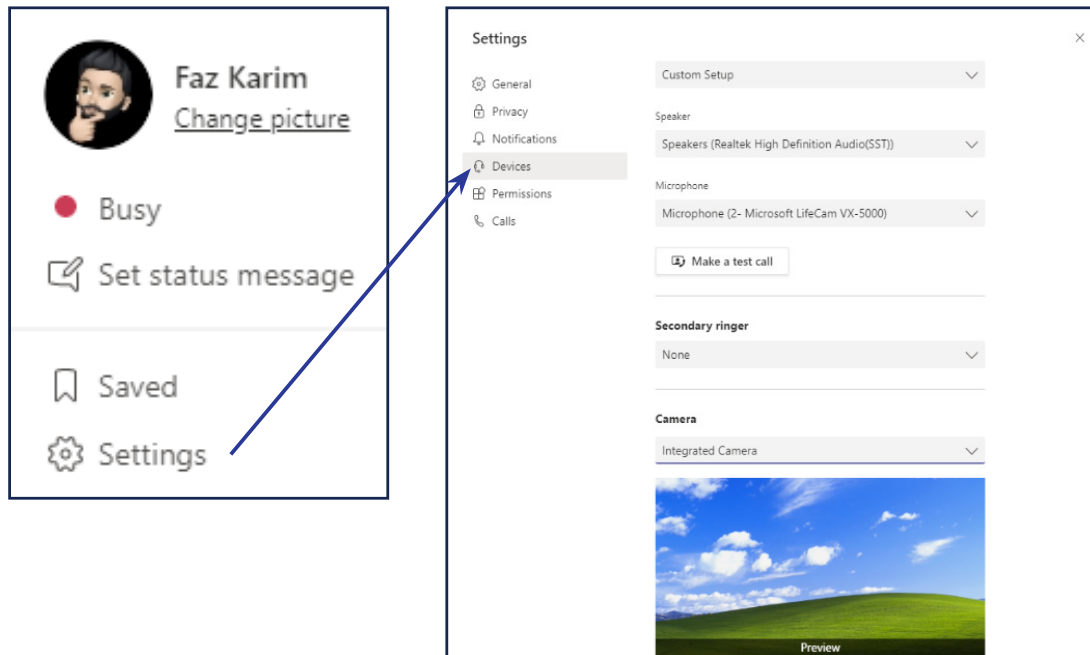 Faz Karim
Change picture
Busy
Set status message
Saved
Settings
Settings
General
Privacy
Notifications
Devices
Permissions
Calls
Custom Setup
Speaker
Speakers (Realtek High Definition Audio(SST))
Microphone
Microphone (2- Microsoft LifeCam VX-5000)
Make a test call
Secondary ringer
None
Camera
Integrated Camera
Preview